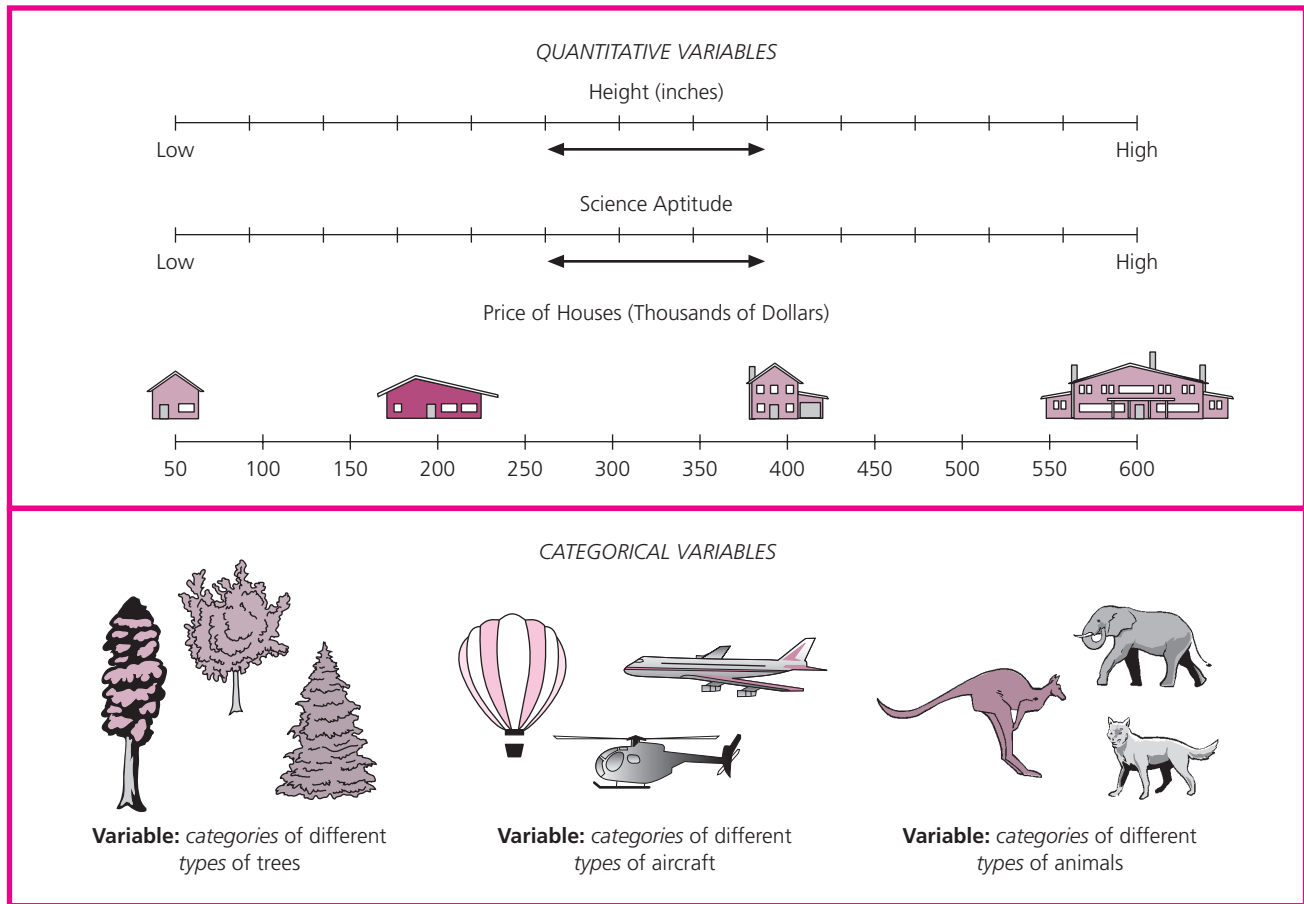 QUANTITATIVE VARIABLES
Height (inches)
Low High
Science Aptitude
Low High
Price of Houses (Thousands of Dollars)
50 100 150 200 250 300 350 400 450 500 550 600
CATEGORICAL VARIABLES
Variable: categories of different
types of trees
Variable: categories of different
types of aircraft
Variable: categories of different
types of animals